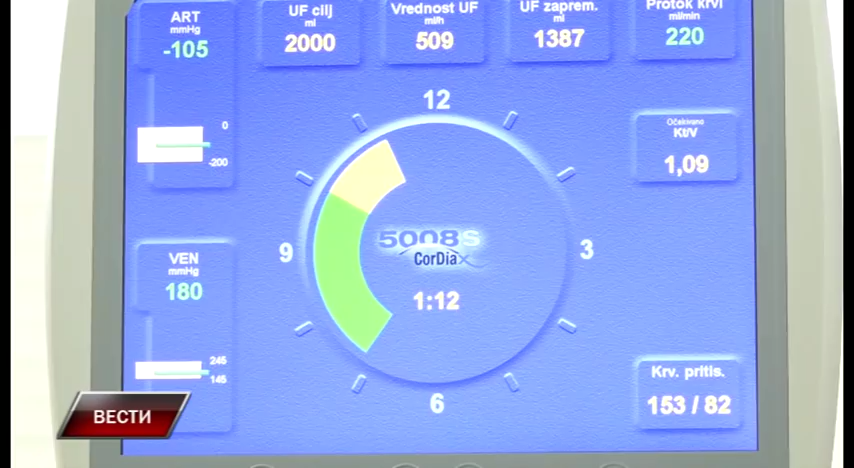 ART
mmHg
-105
UF cilj
ml
2000
Vrednost UF
ml/h
509
UF zaprem.
ml
1387
Protok krvi
ml/min
220
0
-200
12
Očekivano
Kt/V
1,09
9
3
5008S
CorDiax
1:12
VEN
mmHg
180
245
145
6
Krv. pritis.
153 / 82
ВЕСТИ